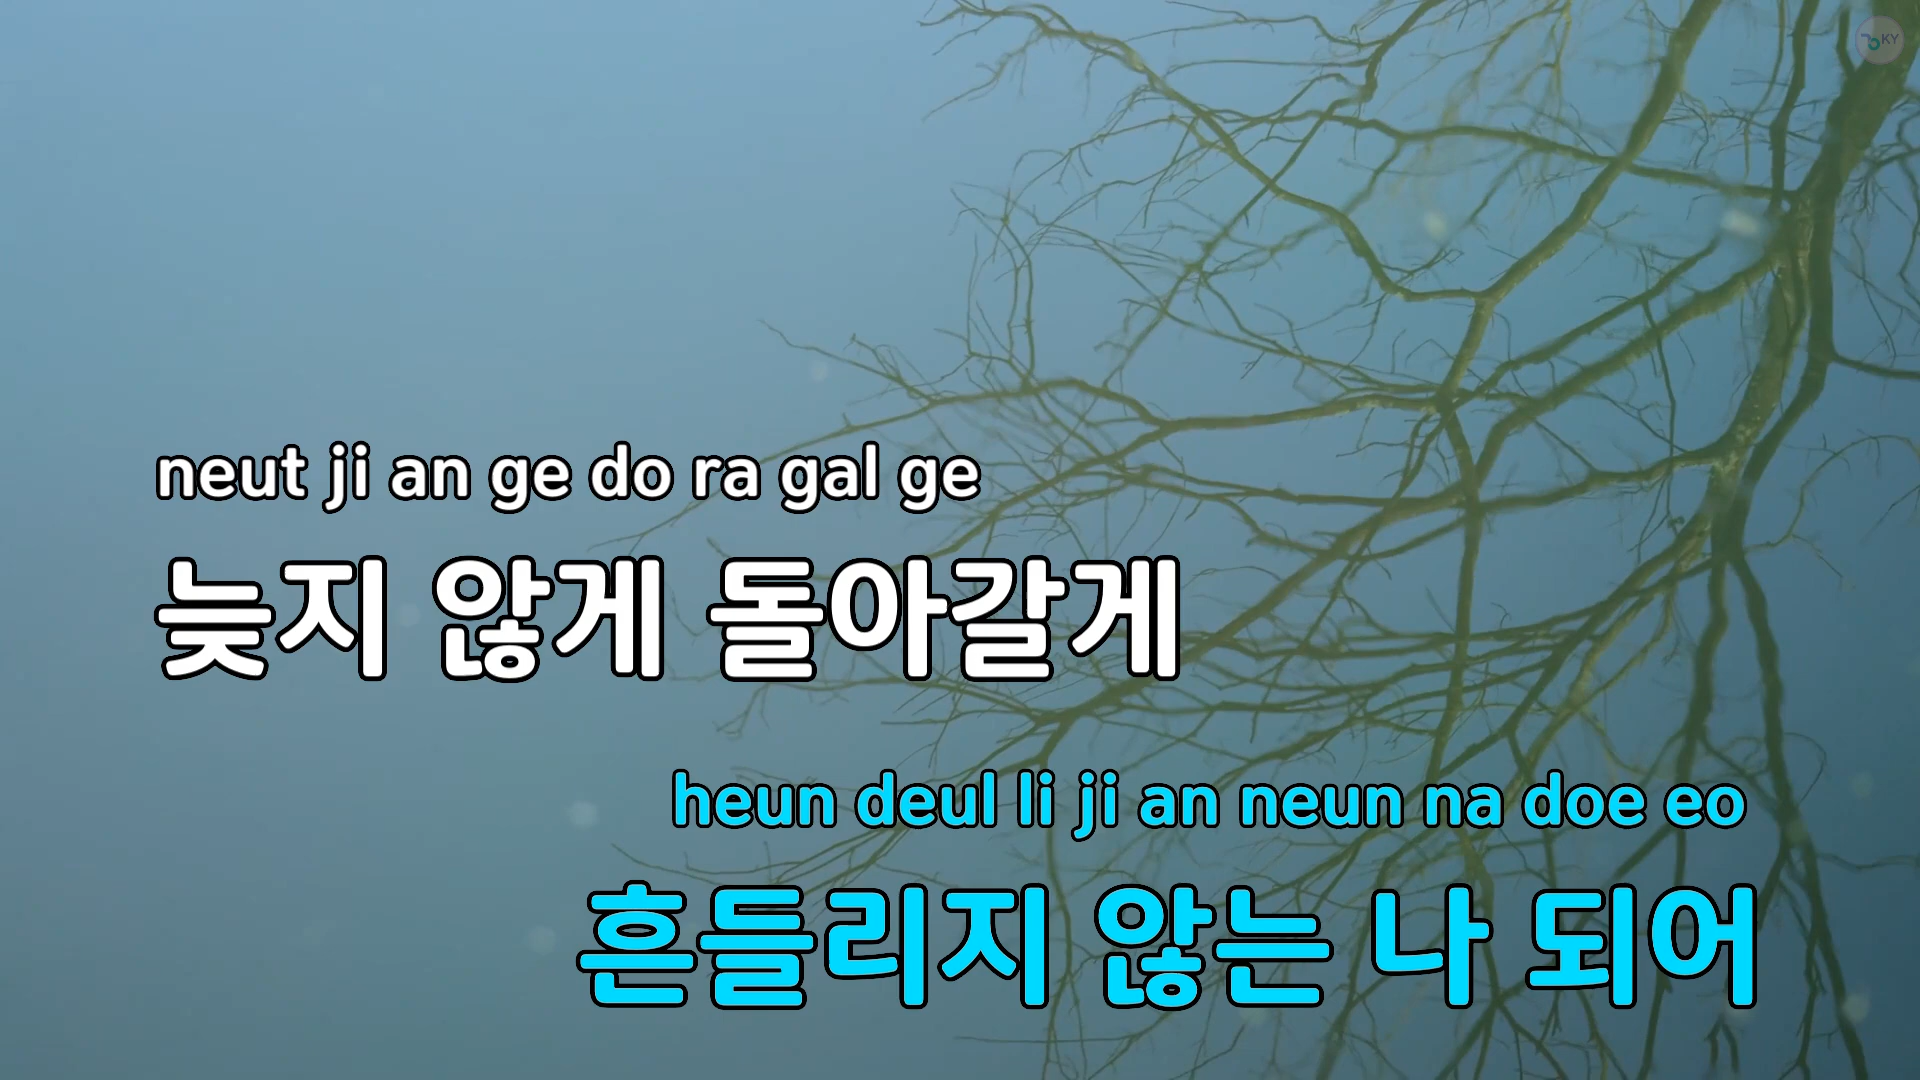 KY
neut ji an ge do ra gal ge
늦지 않게 돌아갈게
heun deul li ji an neun na doe eo
흔들리지 않는 나 되어